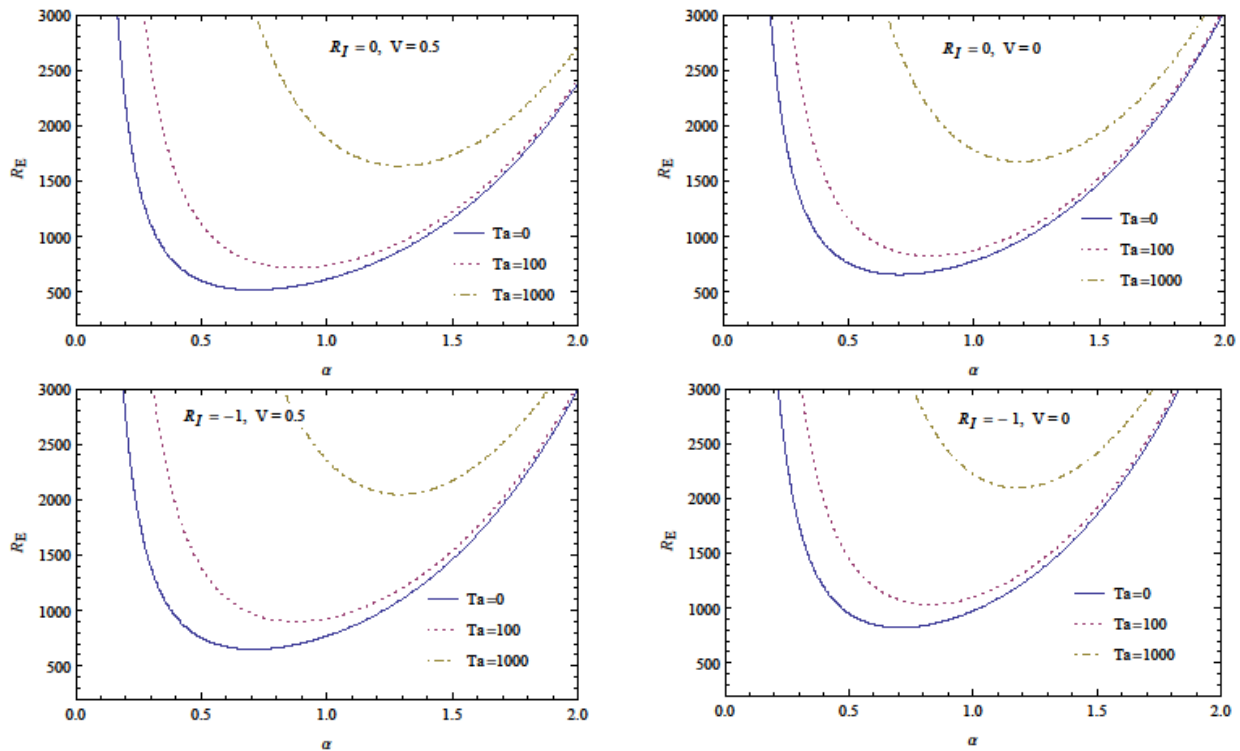 3000
2500
2000
1500
1000
500
R_E
R_I = 0, V = 0.5
Ta=0
Ta=100
Ta=1000
0.0 0.5 1.0 1.5 2.0
α
3000
2500
2000
1500
1000
500
R_E
R_I = 0, V = 0
Ta=0
Ta=100
Ta=1000
0.0 0.5 1.0 1.5 2.0
α
3000
2500
2000
1500
1000
500
R_E
R_I = -1, V = 0.5
Ta=0
Ta=100
Ta=1000
0.0 0.5 1.0 1.5 2.0
α
3000
2500
2000
1500
1000
500
R_E
R_I = -1, V = 0
Ta=0
Ta=100
Ta=1000
0.0 0.5 1.0 1.5 2.0
α